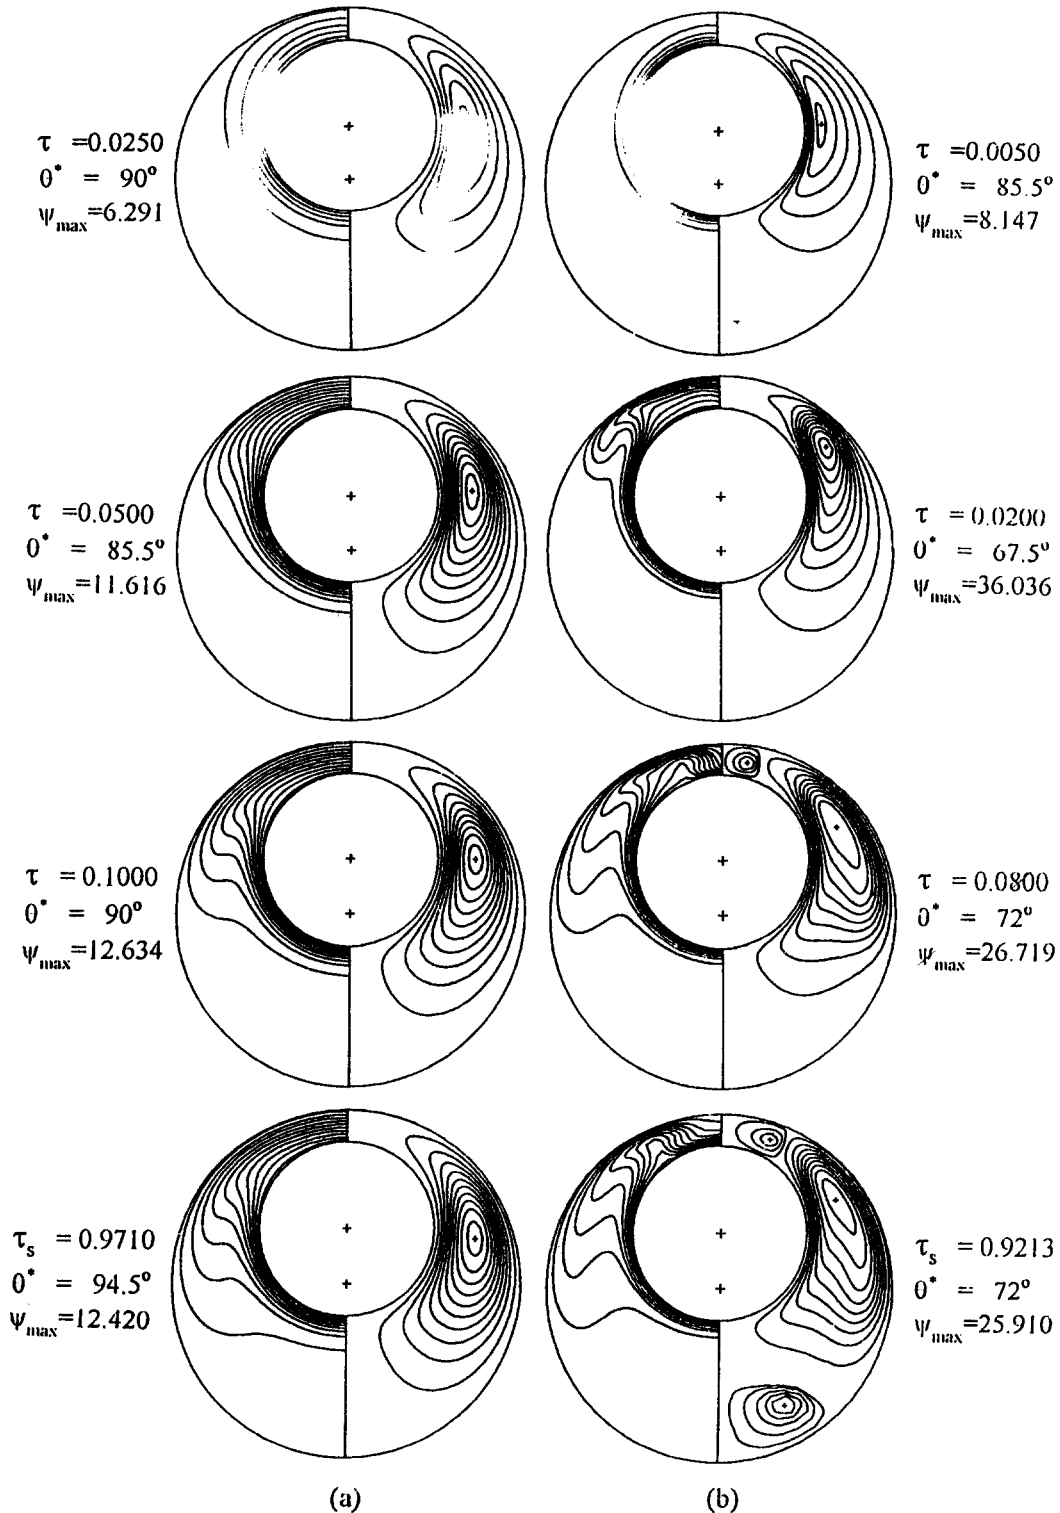 τ =0.0250
θ* = 90°
ψmax=6.291
τ =0.0050
θ* = 85.5°
ψmax=8.147
τ =0.0500
θ* = 85.5°
ψmax=11.616
τ = 0.0200
θ* = 67.5°
ψmax=36.036
τ = 0.1000
θ* = 90°
ψmax=12.634
τ = 0.0800
θ* = 72°
ψmax=26.719
τs = 0.9710
θ* = 94.5°
ψmax=12.420
τs = 0.9213
θ* = 72°
ψmax=25.910
(a)
(b)